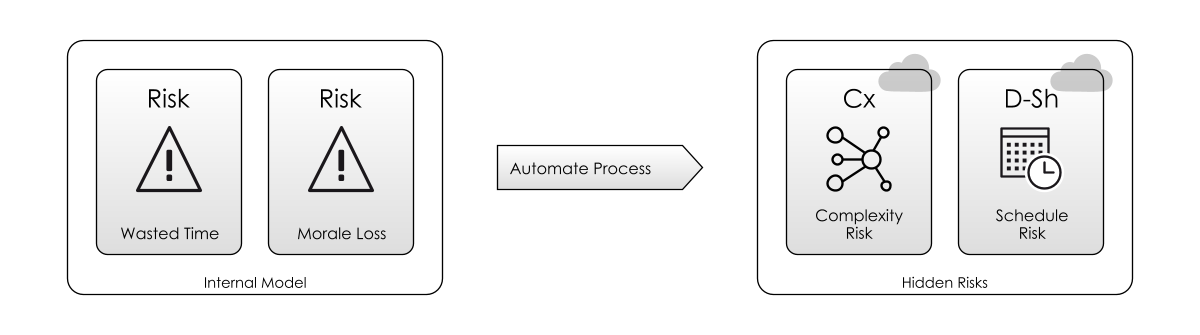 Risk
Wasted Time
Risk
Morale Loss
Internal Model
Automate Process
Cx
Complexity
Risk
D-Sh
Schedule
Risk
Hidden Risks